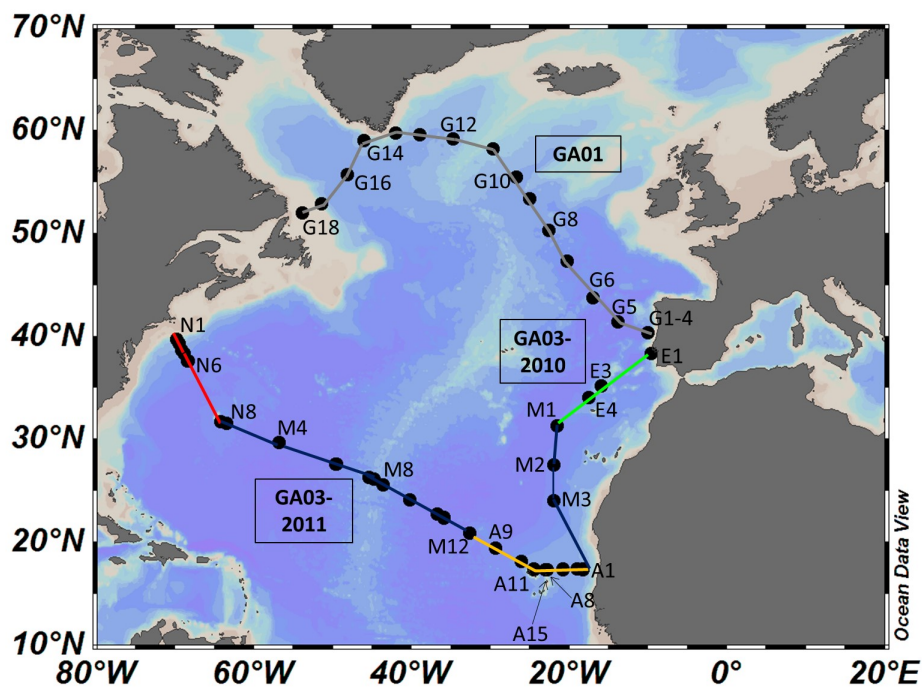 70°N
60°N
50°N
40°N
30°N
20°N
10°N
G12
GA01
G14
G10
G16
G18
G8
G6
G5
G1-4
N1
GA03-
2010
E1
N6
E3
-E4
N8
M1
M4
M2
M8
M3
GA03-
2011
A9
M12
A11
A1
A8
A15
80°W
60°W
40°W
20°W
0°
20°E
Ocean Data View